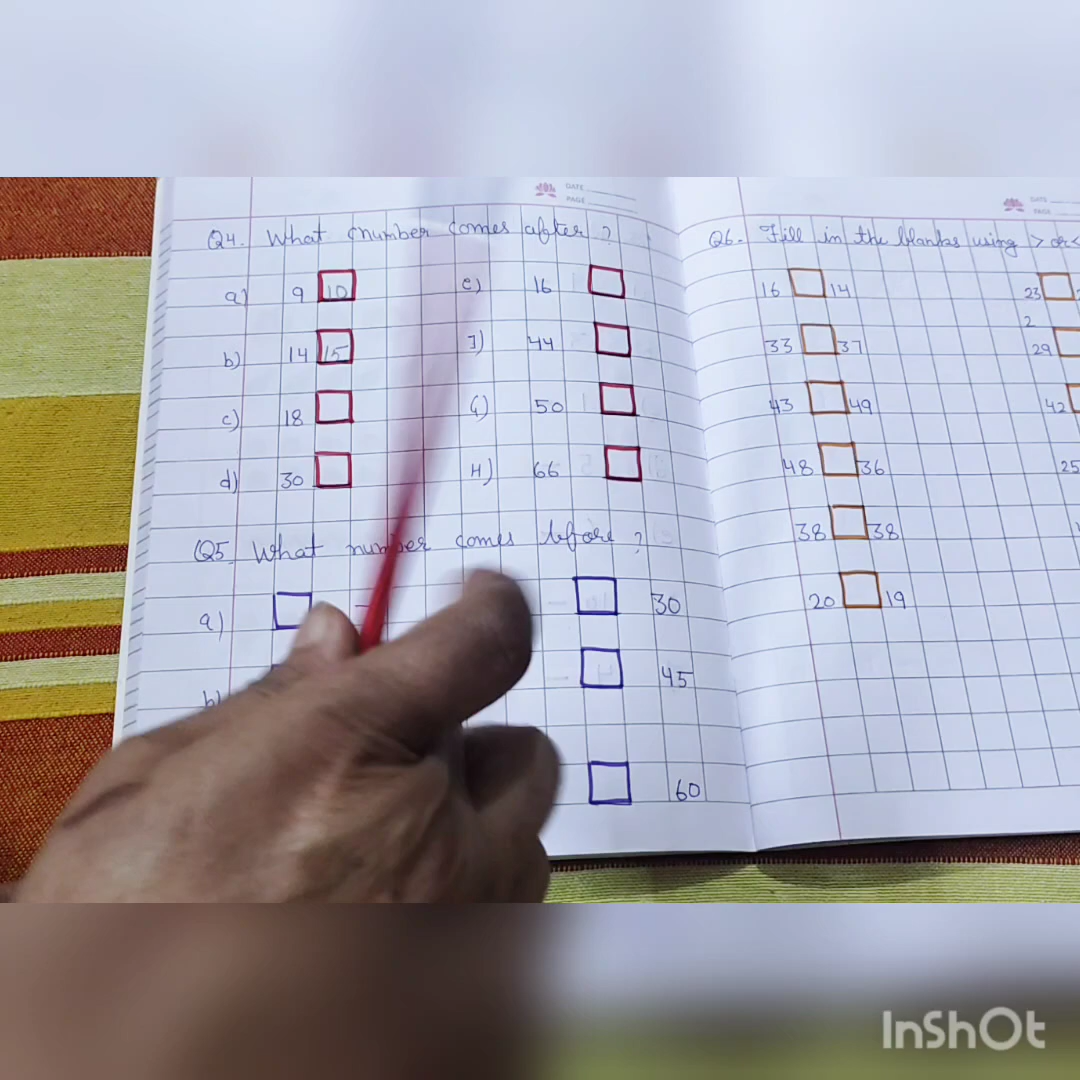 DATE
PAGE
Q4. What number comes after ?
a) 9 10
b) 14 15
c) 18
d) 30
e) 16
F) 44
G) 50
H) 66
Q5. What number comes before ?
a)
30
b)
45
60
DATE
PAGE
Q6. Fill in the blanks using > or <
16 14
33 37
43 49
48 36
38 38
20 19
23
2
29
42
25
InShOt